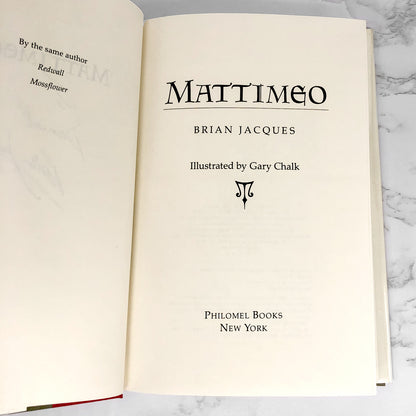 By the same author
Redwall
Mossflower
MATTIMEO
BRIAN JACQUES
Illustrated by Gary Chalk
PHILOMEL BOOKS
NEW YORK